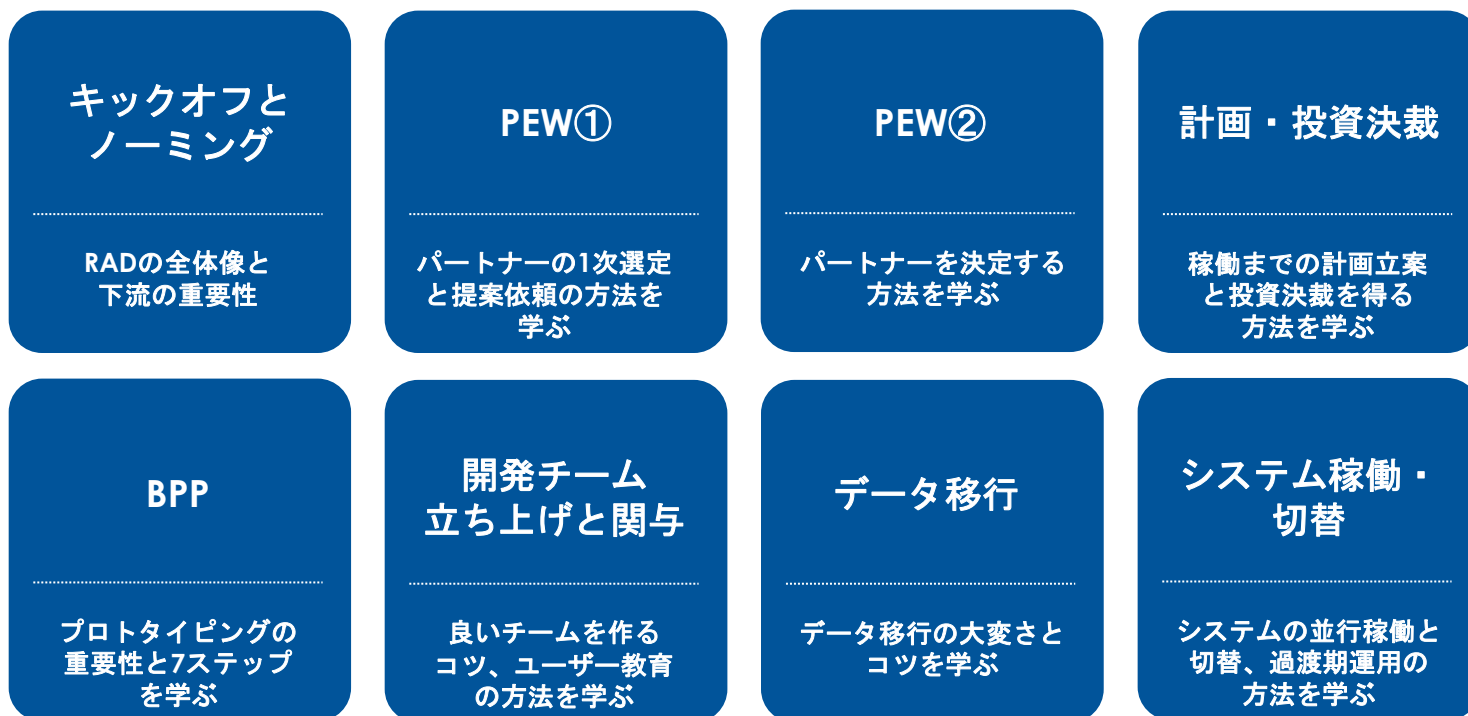 キックオフと
ノーミング
RADの全体像と
下流の重要性
PEW①
パートナーの1次選定
と提案依頼の方法を
学ぶ
PEW②
パートナーを決定する
方法を学ぶ
計画・投資決裁
稼働までの計画立案
と投資決裁を得る
方法を学ぶ
BPP
プロトタイピングの
重要性と7ステップ
を学ぶ
開発チーム
立ち上げと関与
良いチームを作る
コツ、ユーザー教育
の方法を学ぶ
データ移行
データ移行の大変さと
コツを学ぶ
システム稼働・
切替
システムの並行稼働と
切替、過渡期運用の
方法を学ぶ